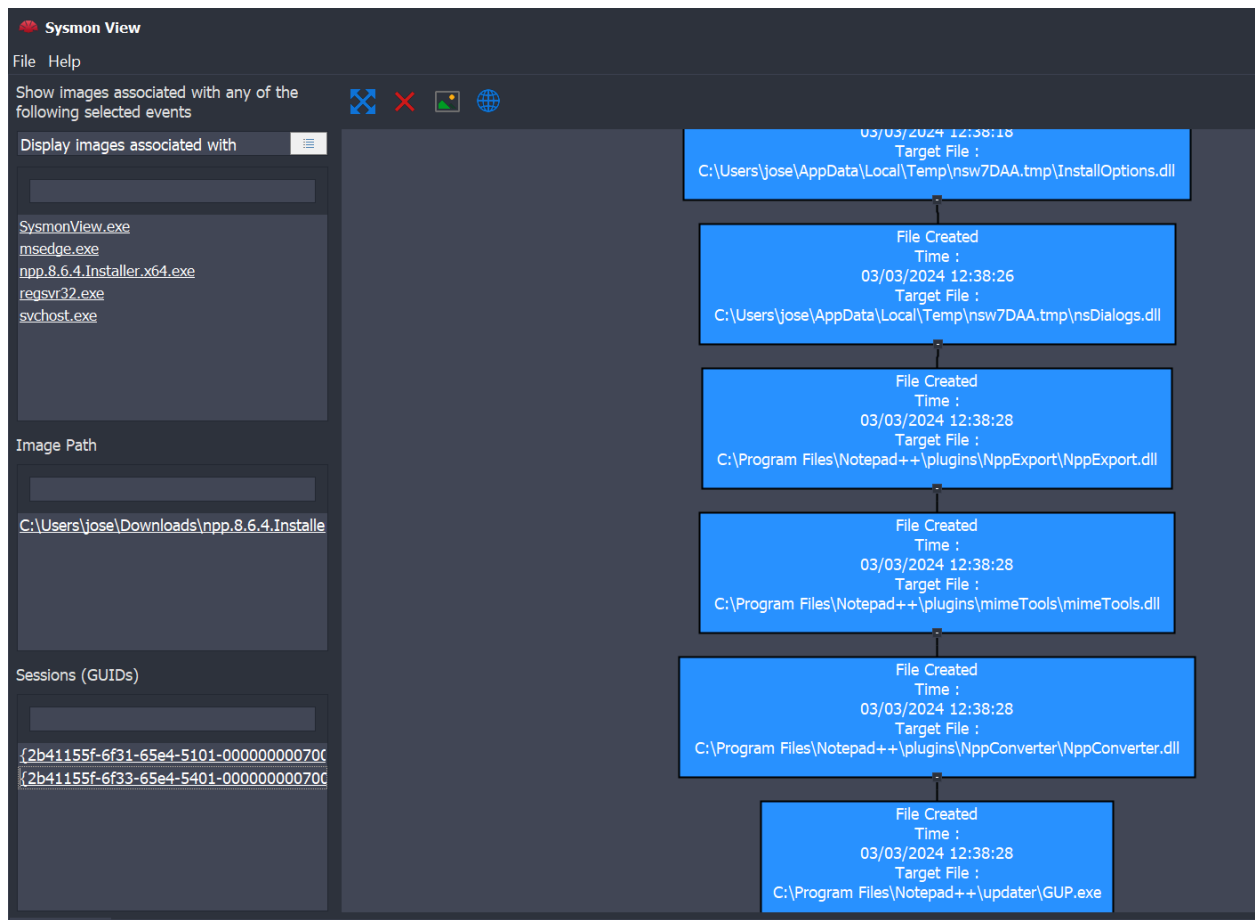 Sysmon View
File Help
Show images associated with any of the
following selected events
Display images associated with
SysmonView.exe
msedge.exe
npp.8.6.4.Installer.x64.exe
regsvr32.exe
svchost.exe
Image Path
C:\Users\jose\Downloads\npp.8.6.4.Installe
Sessions (GUIDs)
{2b41155f-6f31-65e4-5101-00000000070
{2b41155f-6f33-65e4-5401-00000000070
03/03/2024 12:38:18
Target File :
C:\Users\jose\AppData\Local\Temp\nsw7DAA.tmp\InstallOptions.dll
File Created
Time :
03/03/2024 12:38:26
Target File :
C:\Users\jose\AppData\Local\Temp\nsw7DAA.tmp\nsDialogs.dll
File Created
Time :
03/03/2024 12:38:28
Target File :
C:\Program Files\Notepad++\plugins\NppExport\NppExport.dll
File Created
Time :
03/03/2024 12:38:28
Target File :
C:\Program Files\Notepad++\plugins\mimeTools\mimeTools.dll
File Created
Time :
03/03/2024 12:38:28
Target File :
C:\Program Files\Notepad++\plugins\NppConverter\NppConverter.dll
File Created
Time :
03/03/2024 12:38:28
Target File :
C:\Program Files\Notepad++\updater\GUP.exe